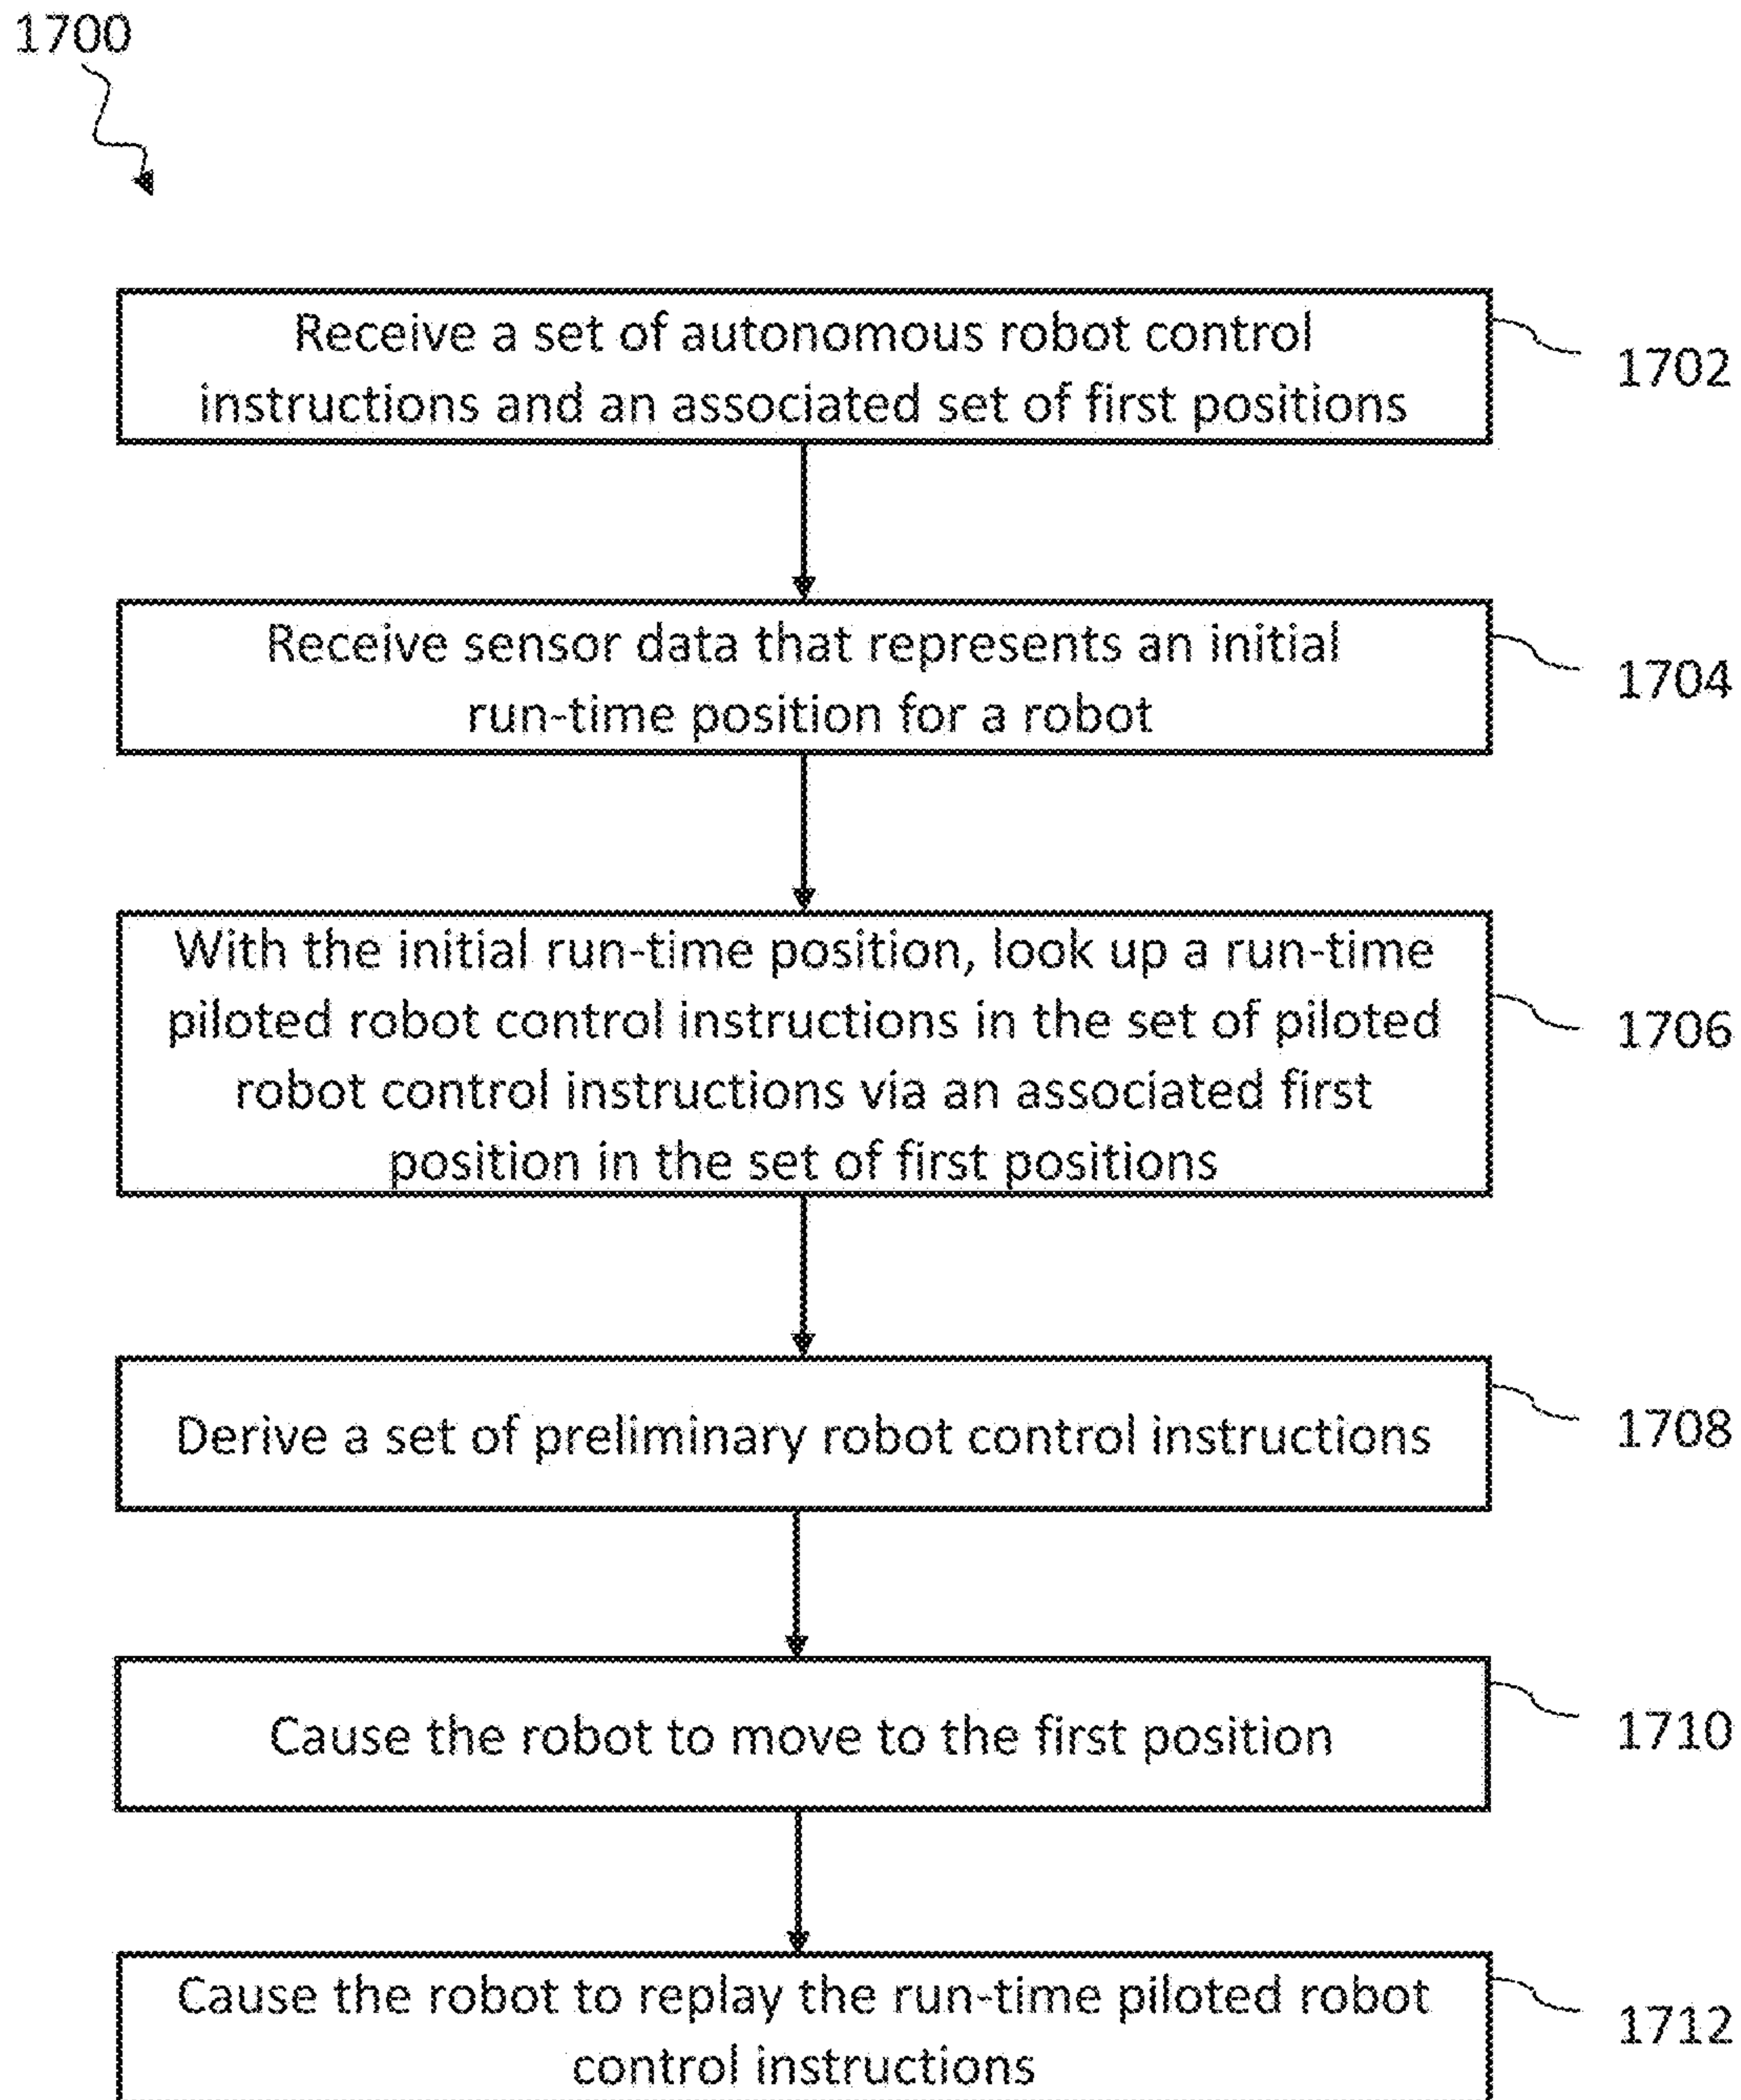 1700
Receive a set of autonomous robot control
instructions and an associated set of first positions
1702
Receive sensor data that represents an initial
run-time position for a robot
1704
With the initial run-time position, look up a run-time
piloted robot control instructions in the set of piloted
robot control instructions via an associated first
position in the set of first positions
1706
Derive a set of preliminary robot control instructions
1708
Cause the robot to move to the first position
1710
Cause the robot to replay the run-time piloted robot
control instructions
1712